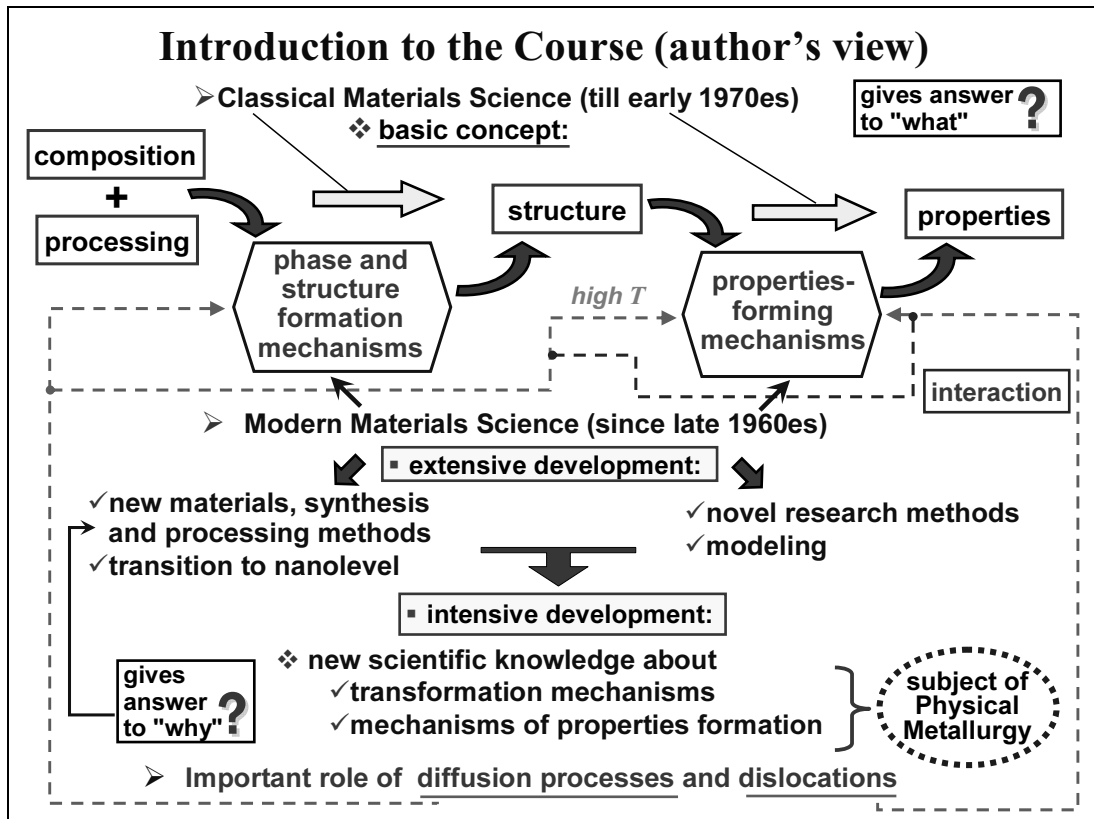 Introduction to the Course (author's view)
➢Classical Materials Science (till early 1970es)
❖ basic concept:
gives answer
to "what" ?
composition
+
processing
structure
properties
phase and
structure
formation
mechanisms
high T
properties-
forming
mechanisms
interaction
➢ Modern Materials Science (since late 1960es)
▪ extensive development:
✓new materials, synthesis
and processing methods
✓transition to nanolevel
✓novel research methods
✓modeling
▪ intensive development:
❖ new scientific knowledge about
✓transformation mechanisms
✓mechanisms of properties formation
gives
answer
to "why" ?
subject of
Physical
Metallurgy
➢ Important role of diffusion processes and dislocations